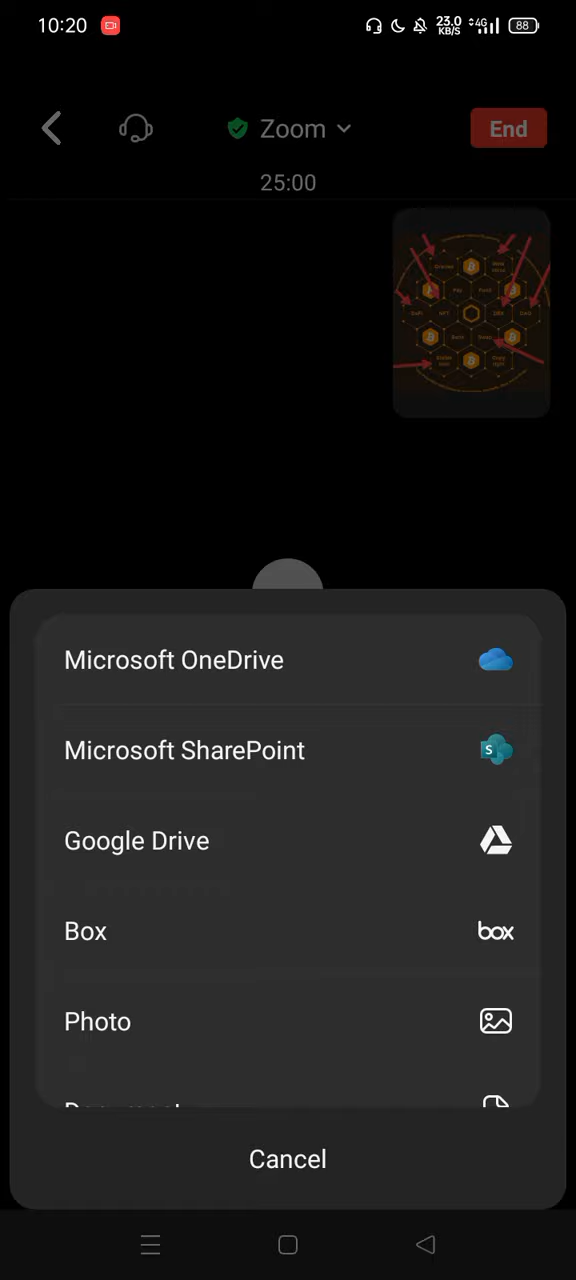 10:20
23.0
KB/S
4G
88
Zoom
End
25:00
Microsoft OneDrive
Microsoft SharePoint
S
Google Drive
Box
box
Photo
Cancel